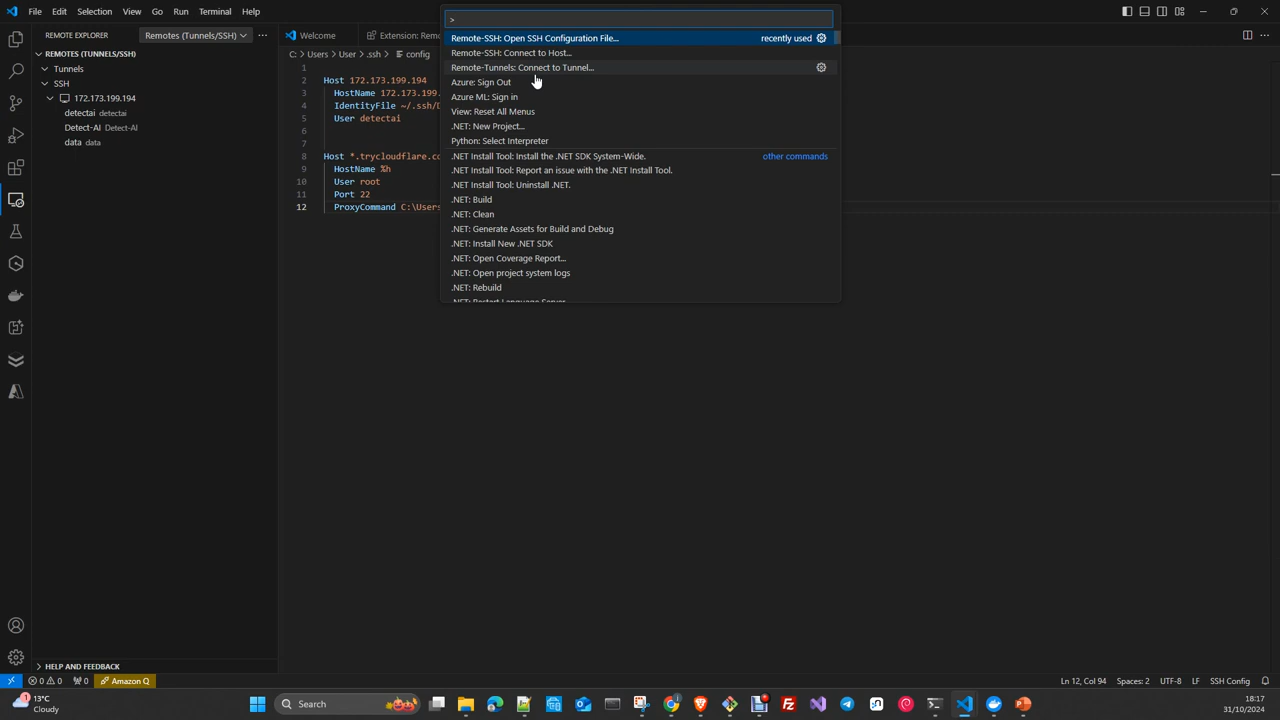 File Edit Selection View Go Run Terminal Help
>
Remote-SSH: Open SSH Configuration File... recently used
Remote-SSH: Connect to Host...
Remote-Tunnels: Connect to Tunnel...
Azure: Sign Out
Azure ML: Sign in
View: Reset All Menus
.NET: New Project...
Python: Select Interpreter
.NET Install Tool: Install the .NET SDK System-Wide. other commands
.NET Install Tool: Report an issue with the .NET Install Tool.
.NET Install Tool: Uninstall .NET.
.NET: Build
.NET: Clean
.NET: Generate Assets for Build and Debug
.NET: Install New .NET SDK
.NET: Open Coverage Report...
.NET: Open project system logs
.NET: Rebuild
.NET: Restart Language Server
REMOTE EXPLORER Remotes (Tunnels/SSH) ...
REMOTES (TUNNELS/SSH)
Tunnels
SSH
172.173.199.194
detectai detectai
Detect-AI Detect-AI
data data
HELP AND FEEDBACK
Welcome Extension: Remo
C: > Users > User > .ssh > config
1
2 Host 172.173.199.194
3 HostName 172.173.199.
4 IdentityFile ~/.ssh/
5 User detectai
6
7
8 Host *.trycloudflare.co
9 HostName %h
10 User root
11 Port 22
12 ProxyCommand C:\Users
0 0 0 Amazon Q Ln 12, Col 94 Spaces: 2 UTF-8 LF SSH Config
1 13°C
Cloudy
Search
18:17
31/10/2024